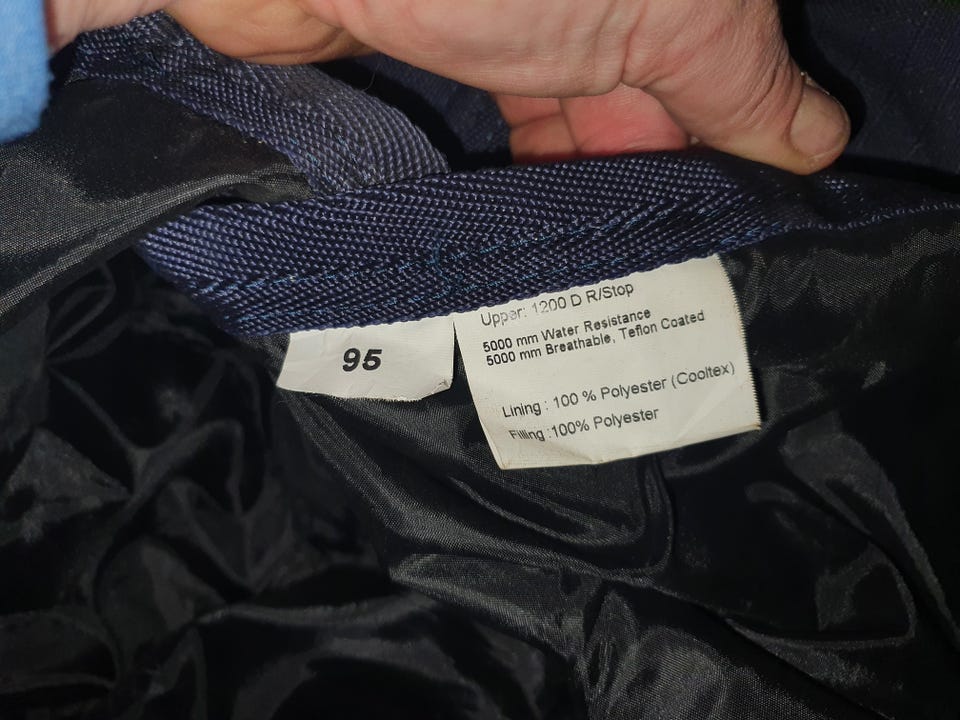 95
Upper: 1200 D R/Stop
5000 mm Water Resistance
5000 mm Breathable, Teflon Coated
Lining : 100 % Polyester (Cooltex)
Filling :100% Polyester